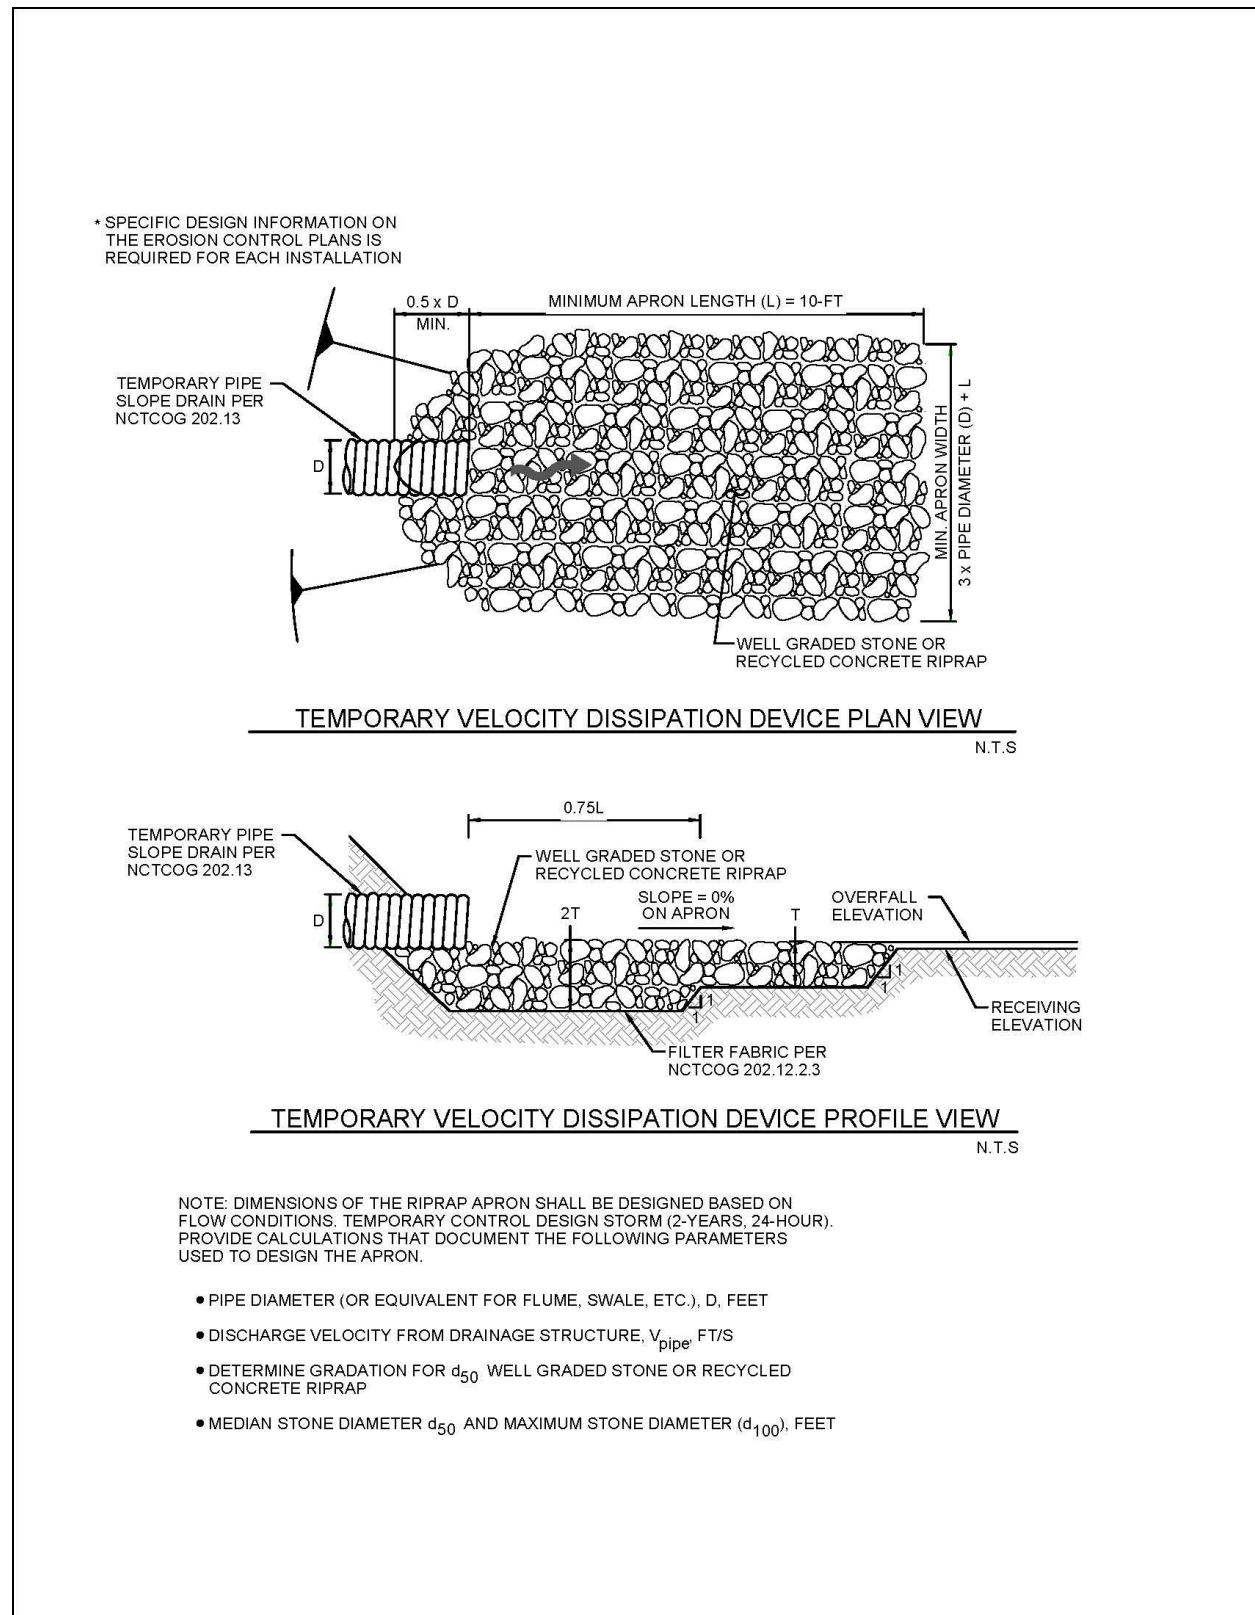 * SPECIFIC DESIGN INFORMATION ON
THE EROSION CONTROL PLANS IS
REQUIRED FOR EACH INSTALLATION
0.5 x D
MIN.
MINIMUM APRON LENGTH (L) = 10-FT
TEMPORARY PIPE
SLOPE DRAIN PER
NCTCOG 202.13
D
MIN. APRON WIDTH
3 x PIPE DIAMETER (D) + L
WELL GRADED STONE OR
RECYCLED CONCRETE RIPRAP
TEMPORARY VELOCITY DISSIPATION DEVICE PLAN VIEW
N.T.S
0.75L
TEMPORARY PIPE
SLOPE DRAIN PER
NCTCOG 202.13
WELL GRADED STONE OR
RECYCLED CONCRETE RIPRAP
D
2T
SLOPE = 0%
ON APRON
T
OVERFALL
ELEVATION
1
1
1
1
RECEIVING
ELEVATION
FILTER FABRIC PER
NCTCOG 202.12.2.3
TEMPORARY VELOCITY DISSIPATION DEVICE PROFILE VIEW
N.T.S
NOTE: DIMENSIONS OF THE RIPRAP APRON SHALL BE DESIGNED BASED ON
FLOW CONDITIONS. TEMPORARY CONTROL DESIGN STORM (2-YEARS, 24-HOUR).
PROVIDE CALCULATIONS THAT DOCUMENT THE FOLLOWING PARAMETERS
USED TO DESIGN THE APRON.
• PIPE DIAMETER (OR EQUIVALENT FOR FLUME, SWALE, ETC.), D, FEET
• DISCHARGE VELOCITY FROM DRAINAGE STRUCTURE, Vpipe, FT/S
• DETERMINE GRADATION FOR d50 WELL GRADED STONE OR RECYCLED
CONCRETE RIPRAP
• MEDIAN STONE DIAMETER d50 AND MAXIMUM STONE DIAMETER (d100), FEET